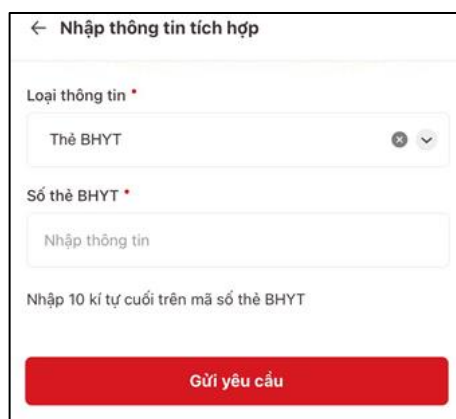 ← Nhập thông tin tích hợp
Loại thông tin *
Thẻ BHYT
Số thẻ BHYT *
Nhập thông tin
Nhập 10 kí tự cuối trên mã số thẻ BHYT
Gửi yêu cầu